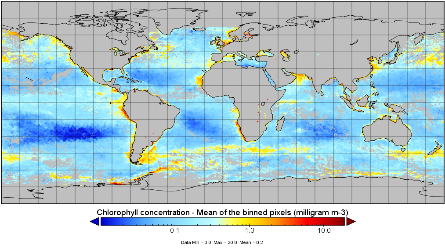 Chlorophyll concentration - Mean of the binned pixels (milligram m-3)
0.1 1.0 10.0